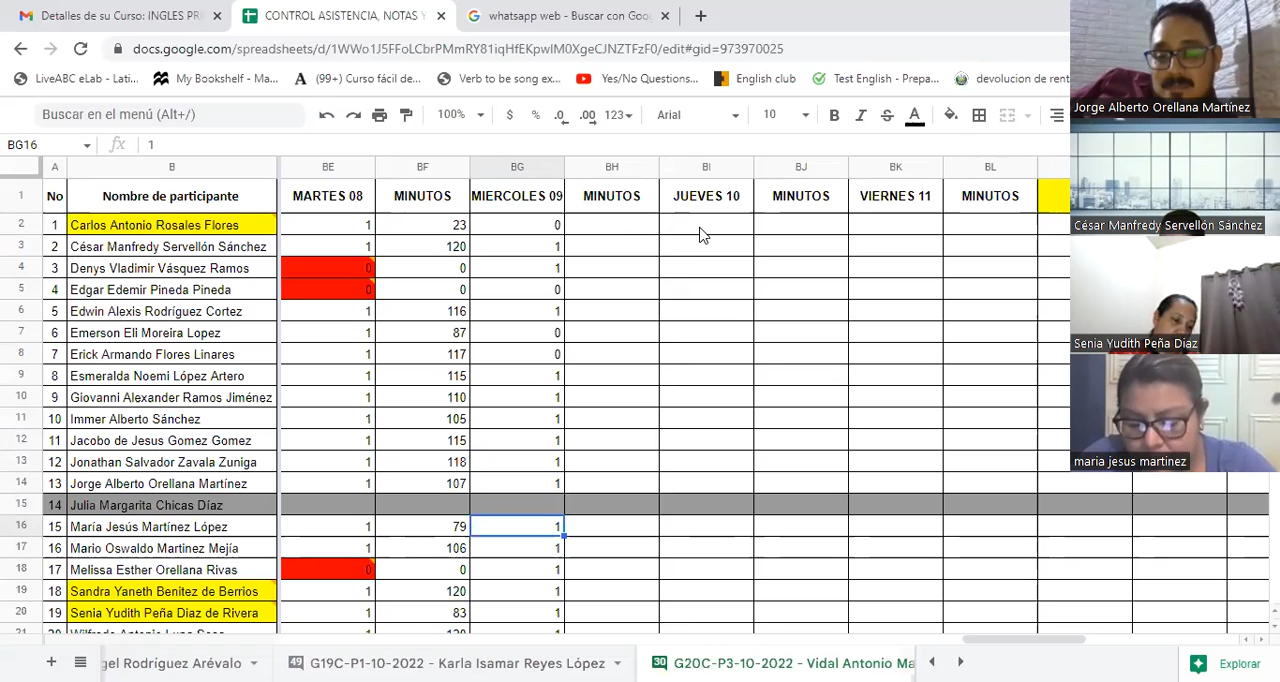 Detalles de su Curso: INGLES PRI
CONTROL ASISTENCIA, NOTAS Y
whatsapp web - Buscar con Goo
docs.google.com/spreadsheets/d/1WWo1J5FFoLCbrPMmRY81iqHfEKpwIM0XgeCJNZTFzF0/edit#gid=973970025
LiveABC eLab - Lati... My Bookshelf - Ma... (99+) Curso fácil de... Verb to be song ex... Yes/No Questions... English club Test English - Prepa... devolucion de rent
Buscar en el menú (Alt+/) 100% $ % .0 .00 123 Arial 10 B I S A
BG16 fx 1
A B BE BF BG BH BI BJ BK BL
1 No Nombre de participante MARTES 08 MINUTOS MIERCOLES 09 MINUTOS JUEVES 10 MINUTOS VIERNES 11 MINUTOS
2 1 Carlos Antonio Rosales Flores 1 23 0
3 2 César Manfredy Servellón Sánchez 1 120 1
4 3 Denys Vladimir Vásquez Ramos 0 0 1
5 4 Edgar Edemir Pineda Pineda 0 0 0
6 5 Edwin Alexis Rodríguez Cortez 1 116 1
7 6 Emerson Eli Moreira Lopez 1 87 0
8 7 Erick Armando Flores Linares 1 117 0
9 8 Esmeralda Noemi López Artero 1 115 1
10 9 Giovanni Alexander Ramos Jiménez 1 110 1
11 10 Immer Alberto Sánchez 1 105 1
12 11 Jacobo de Jesus Gomez Gomez 1 115 1
13 12 Jonathan Salvador Zavala Zuniga 1 118 1
14 13 Jorge Alberto Orellana Martínez 1 107 1
15 14 Julia Margarita Chicas Díaz
16 15 María Jesús Martínez López 1 79 1
17 16 Mario Oswaldo Martinez Mejía 1 106 1
18 17 Melissa Esther Orellana Rivas 0 0 1
19 18 Sandra Yaneth Benitez de Berrios 1 120 1
20 19 Senia Yudith Peña Diaz de Rivera 1 83 1
gel Rodríguez Arévalo 49 G19C-P1-10-2022 - Karla Isamar Reyes López 30 G20C-P3-10-2022 - Vidal Antonio Ma Explorar
Jorge Alberto Orellana Martínez
César Manfredy Servellón Sánchez
Senia Yudith Peña Diaz
maria jesus martinez